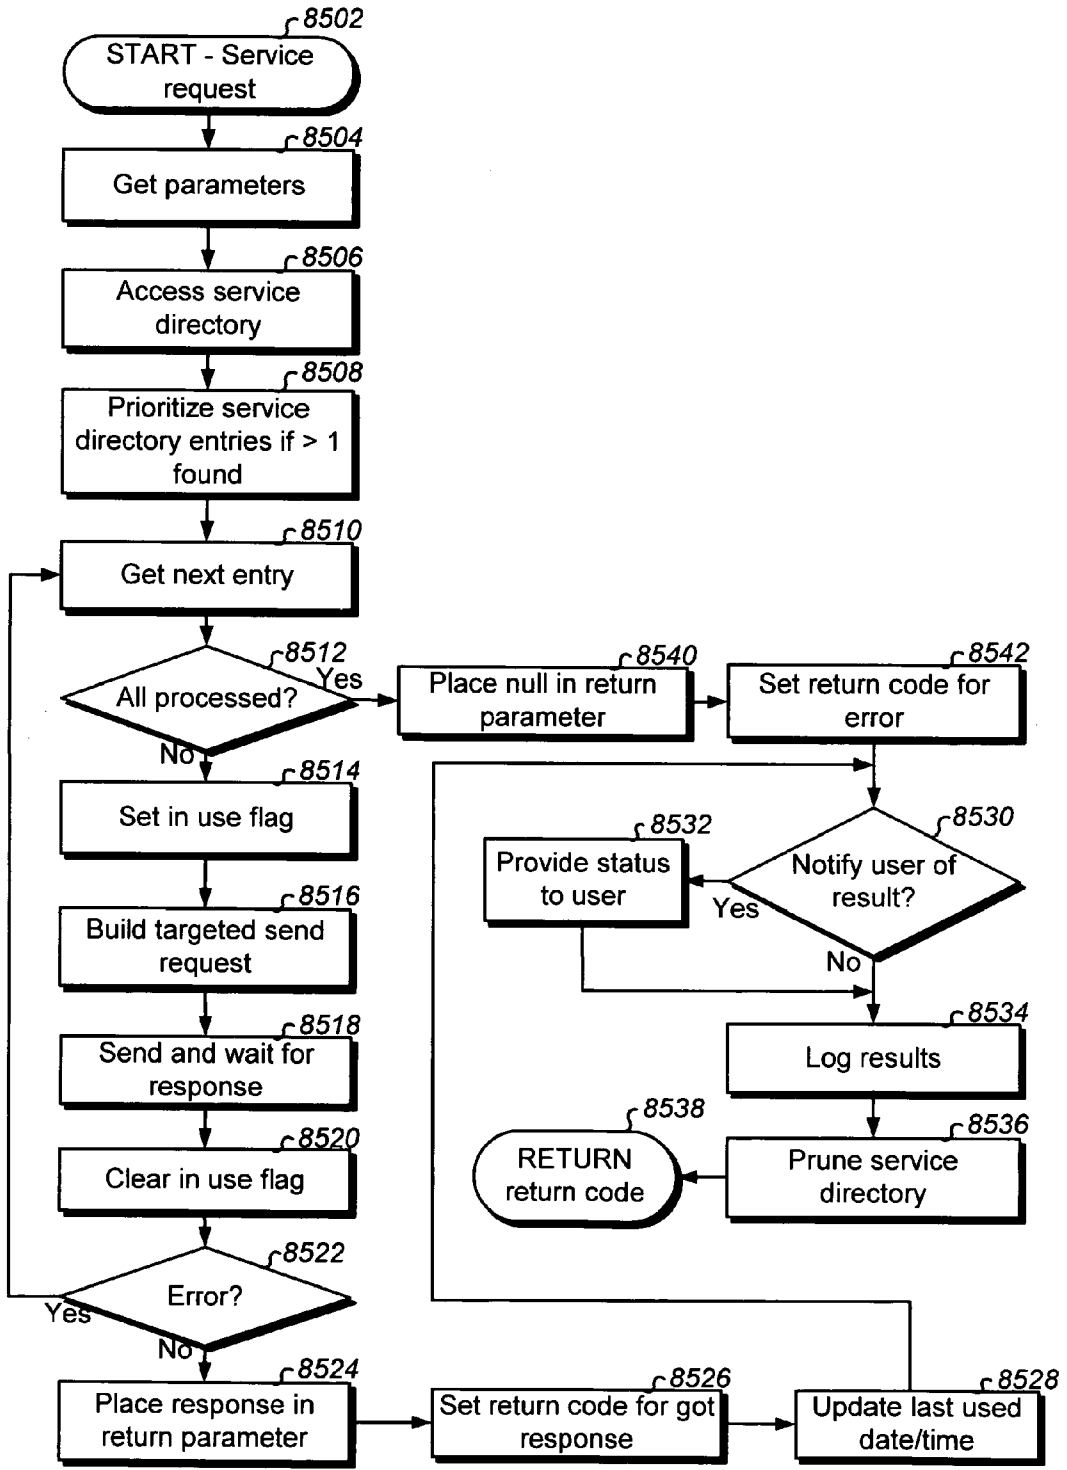 8502
START - Service
request
8504
Get parameters
8506
Access service
directory
8508
Prioritize service
directory entries if > 1
found
8510
Get next entry
8512
All processed?
Yes
No
8540
Place null in return
parameter
8542
Set return code for
error
8514
Set in use flag
8530
Notify user of
result?
Yes
No
8532
Provide status
to user
8516
Build targeted send
request
8518
Send and wait for
response
8534
Log results
8520
Clear in use flag
8536
Prune service
directory
8538
RETURN
return code
8522
Error?
Yes
No
8524
Place response in
return parameter
8526
Set return code for got
response
8528
Update last used
date/time